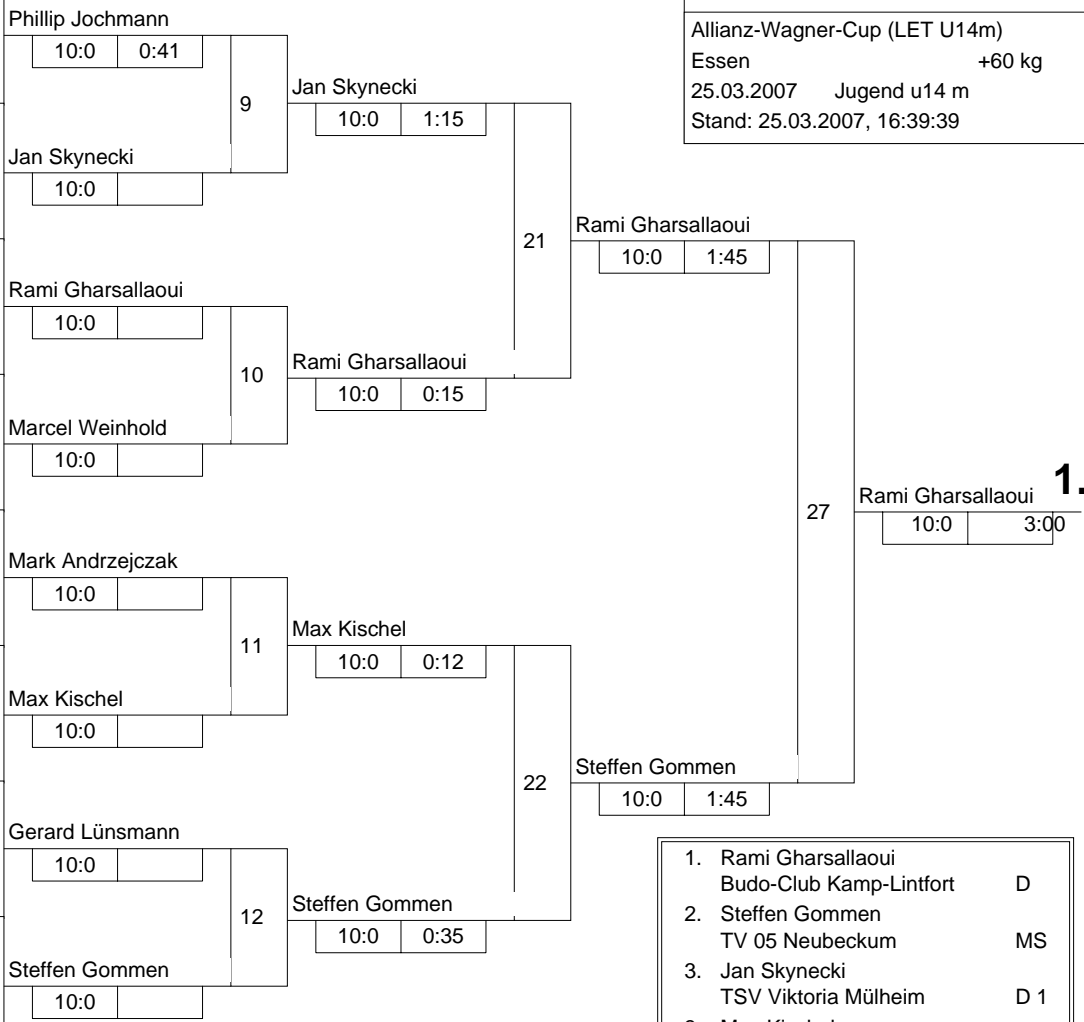 Phillip Jochmann
10:0 0:41
9
Jan Skynecki
10:0 1:15
Jan Skynecki
10:0
Allianz-Wagner-Cup (LET U14m)
Essen +60 kg
25.03.2007 Jugend u14 m
Stand: 25.03.2007, 16:39:39
21
Rami Gharsallaoui
10:0 1:45
Rami Gharsallaoui
10:0
10
Rami Gharsallaoui
10:0 0:15
Marcel Weinhold
10:0
27
Rami Gharsallaoui 1.
10:0 3:00
Mark Andrzejczak
10:0
11
Max Kischel
10:0 0:12
Max Kischel
10:0
22
Steffen Gommen
10:0 1:45
Gerard Lünsmann
10:0
12
Steffen Gommen
10:0 0:35
Steffen Gommen
10:0
1. Rami Gharsallaoui
Budo-Club Kamp-Lintfort D
2. Steffen Gommen
TV 05 Neubeckum MS
3. Jan Skynecki
TSV Viktoria Mülheim D 1